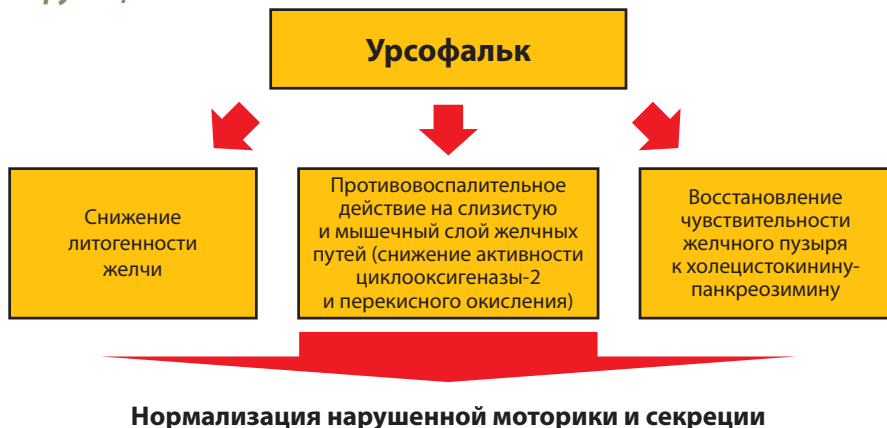 Урсофальк
Снижение
литогенности
желчи
Противовоспалительное
действие на слизистую
и мышечный слой желчных
путей (снижение активности
циклооксигеназы-2
и перекисного окисления)
Восстановление
чувствительности
желчного пузыря
к холецистокинину-
панкреозимину
Нормализация нарушенной моторики и секреции